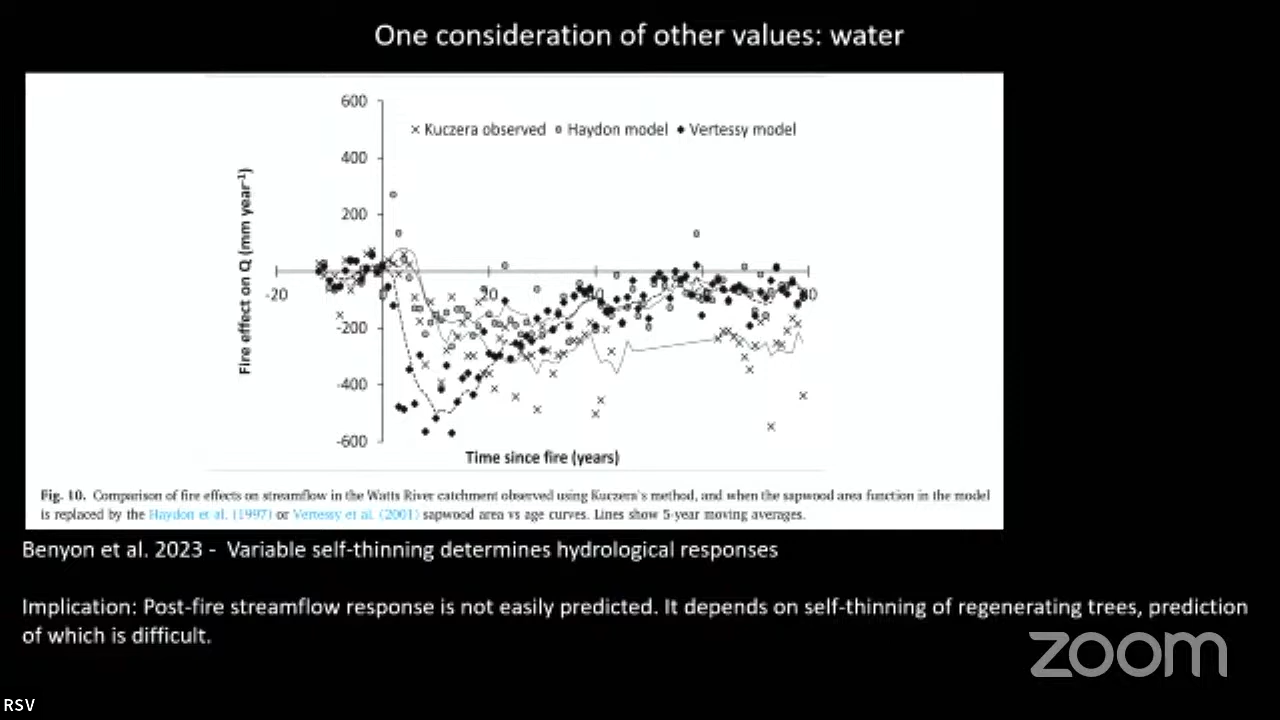 One consideration of other values: water
600
× Kuczera observed o Haydon model ◆ Vertessy model
400
200
Fire effect on Q (mm year⁻¹)
-20
0
20
40
80
-200
-400
-600
Time since fire (years)
Fig. 10. Comparison of fire effects on streamflow in the Watts River catchment observed using Kuczera's method, and when the sapwood area function in the model
is replaced by the Haydon et al. (1997) or Vertessy et al. (2001) sapwood area vs age curves. Lines show 5-year moving averages.
Benyon et al. 2023 - Variable self-thinning determines hydrological responses
Implication: Post-fire streamflow response is not easily predicted. It depends on self-thinning of regenerating trees, prediction
of which is difficult.
zoom
RSV